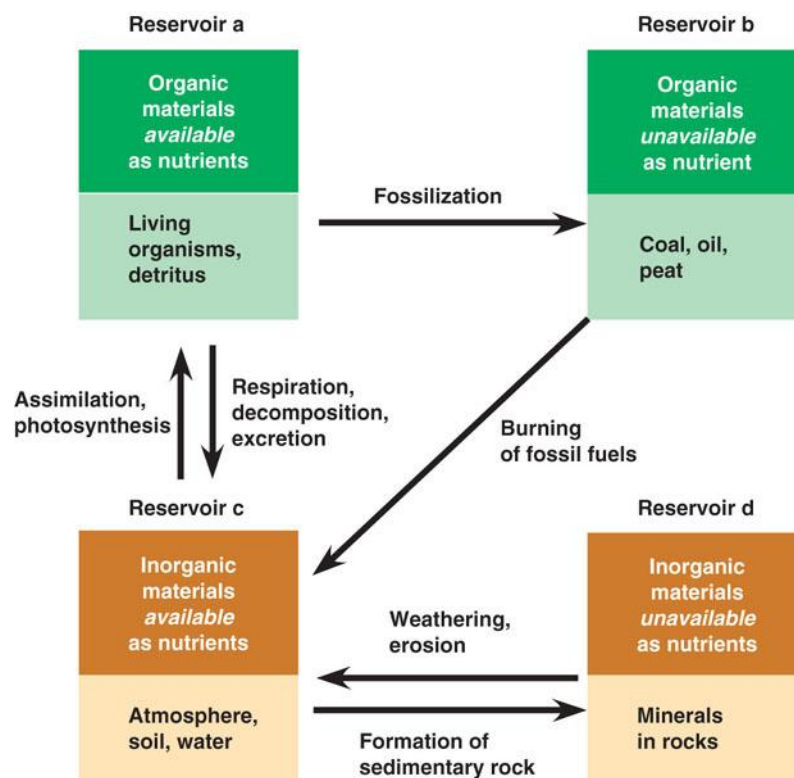 Reservoir a
Organic
materials
available
as nutrients
Living
organisms,
detritus
Fossilization
Reservoir b
Organic
materials
unavailable
as nutrient
Coal, oil,
peat
Assimilation,
photosynthesis
Respiration,
decomposition,
excretion
Burning
of fossil fuels
Reservoir c
Inorganic
materials
available
as nutrients
Atmosphere,
soil, water
Weathering,
erosion
Formation of
sedimentary rock
Reservoir d
Inorganic
materials
unavailable
as nutrients
Minerals
in rocks